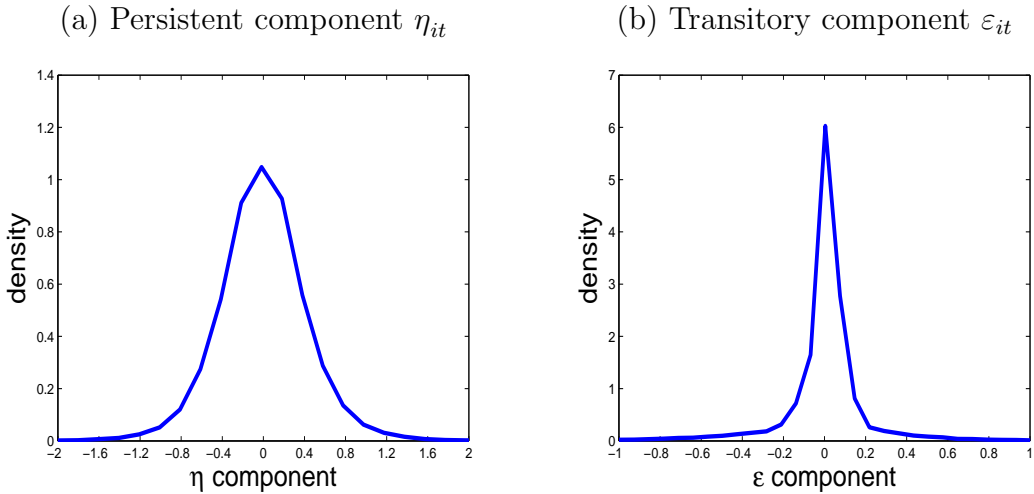 (a) Persistent component η_it
(b) Transitory component ε_it
1.4
1.2
1
0.8
0.6
0.4
0.2
0
density
−2 −1.6 −1.2 −0.8 −0.4 0 0.4 0.8 1.2 1.6 2
η component
7
6
5
4
3
2
1
0
density
−1 −0.8 −0.6 −0.4 −0.2 0 0.2 0.4 0.6 0.8 1
ε component